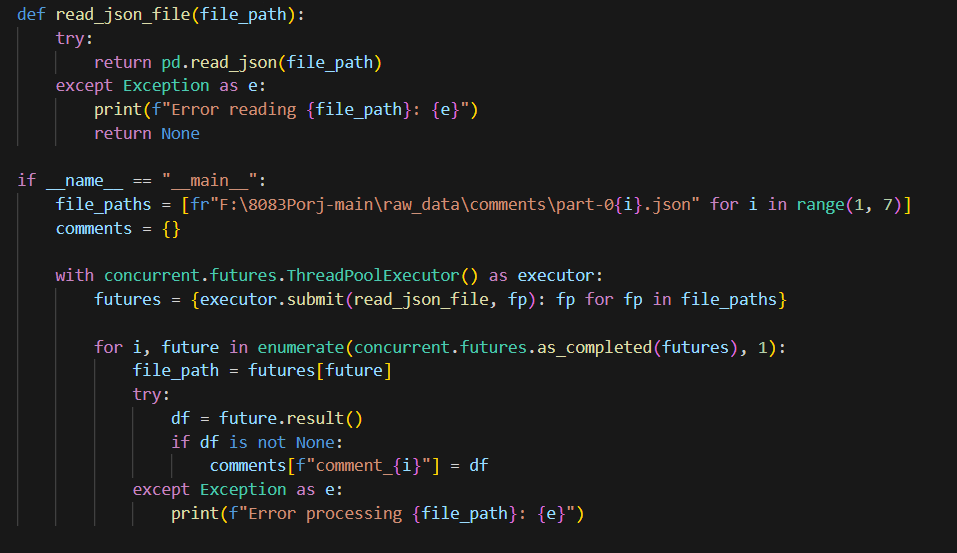 def read_json_file(file_path):
    try:
        return pd.read_json(file_path)
    except Exception as e:
        print(f"Error reading {file_path}: {e}")
        return None

if __name__ == "__main__":
    file_paths = [fr"F:\8083Porj-main\raw_data\comments\part-0{i}.json" for i in range(1, 7)]
    comments = {}

    with concurrent.futures.ThreadPoolExecutor() as executor:
        futures = {executor.submit(read_json_file, fp): fp for fp in file_paths}

        for i, future in enumerate(concurrent.futures.as_completed(futures), 1):
            file_path = futures[future]
            try:
                df = future.result()
                if df is not None:
                    comments[f"comment_{i}"] = df
            except Exception as e:
                print(f"Error processing {file_path}: {e}")